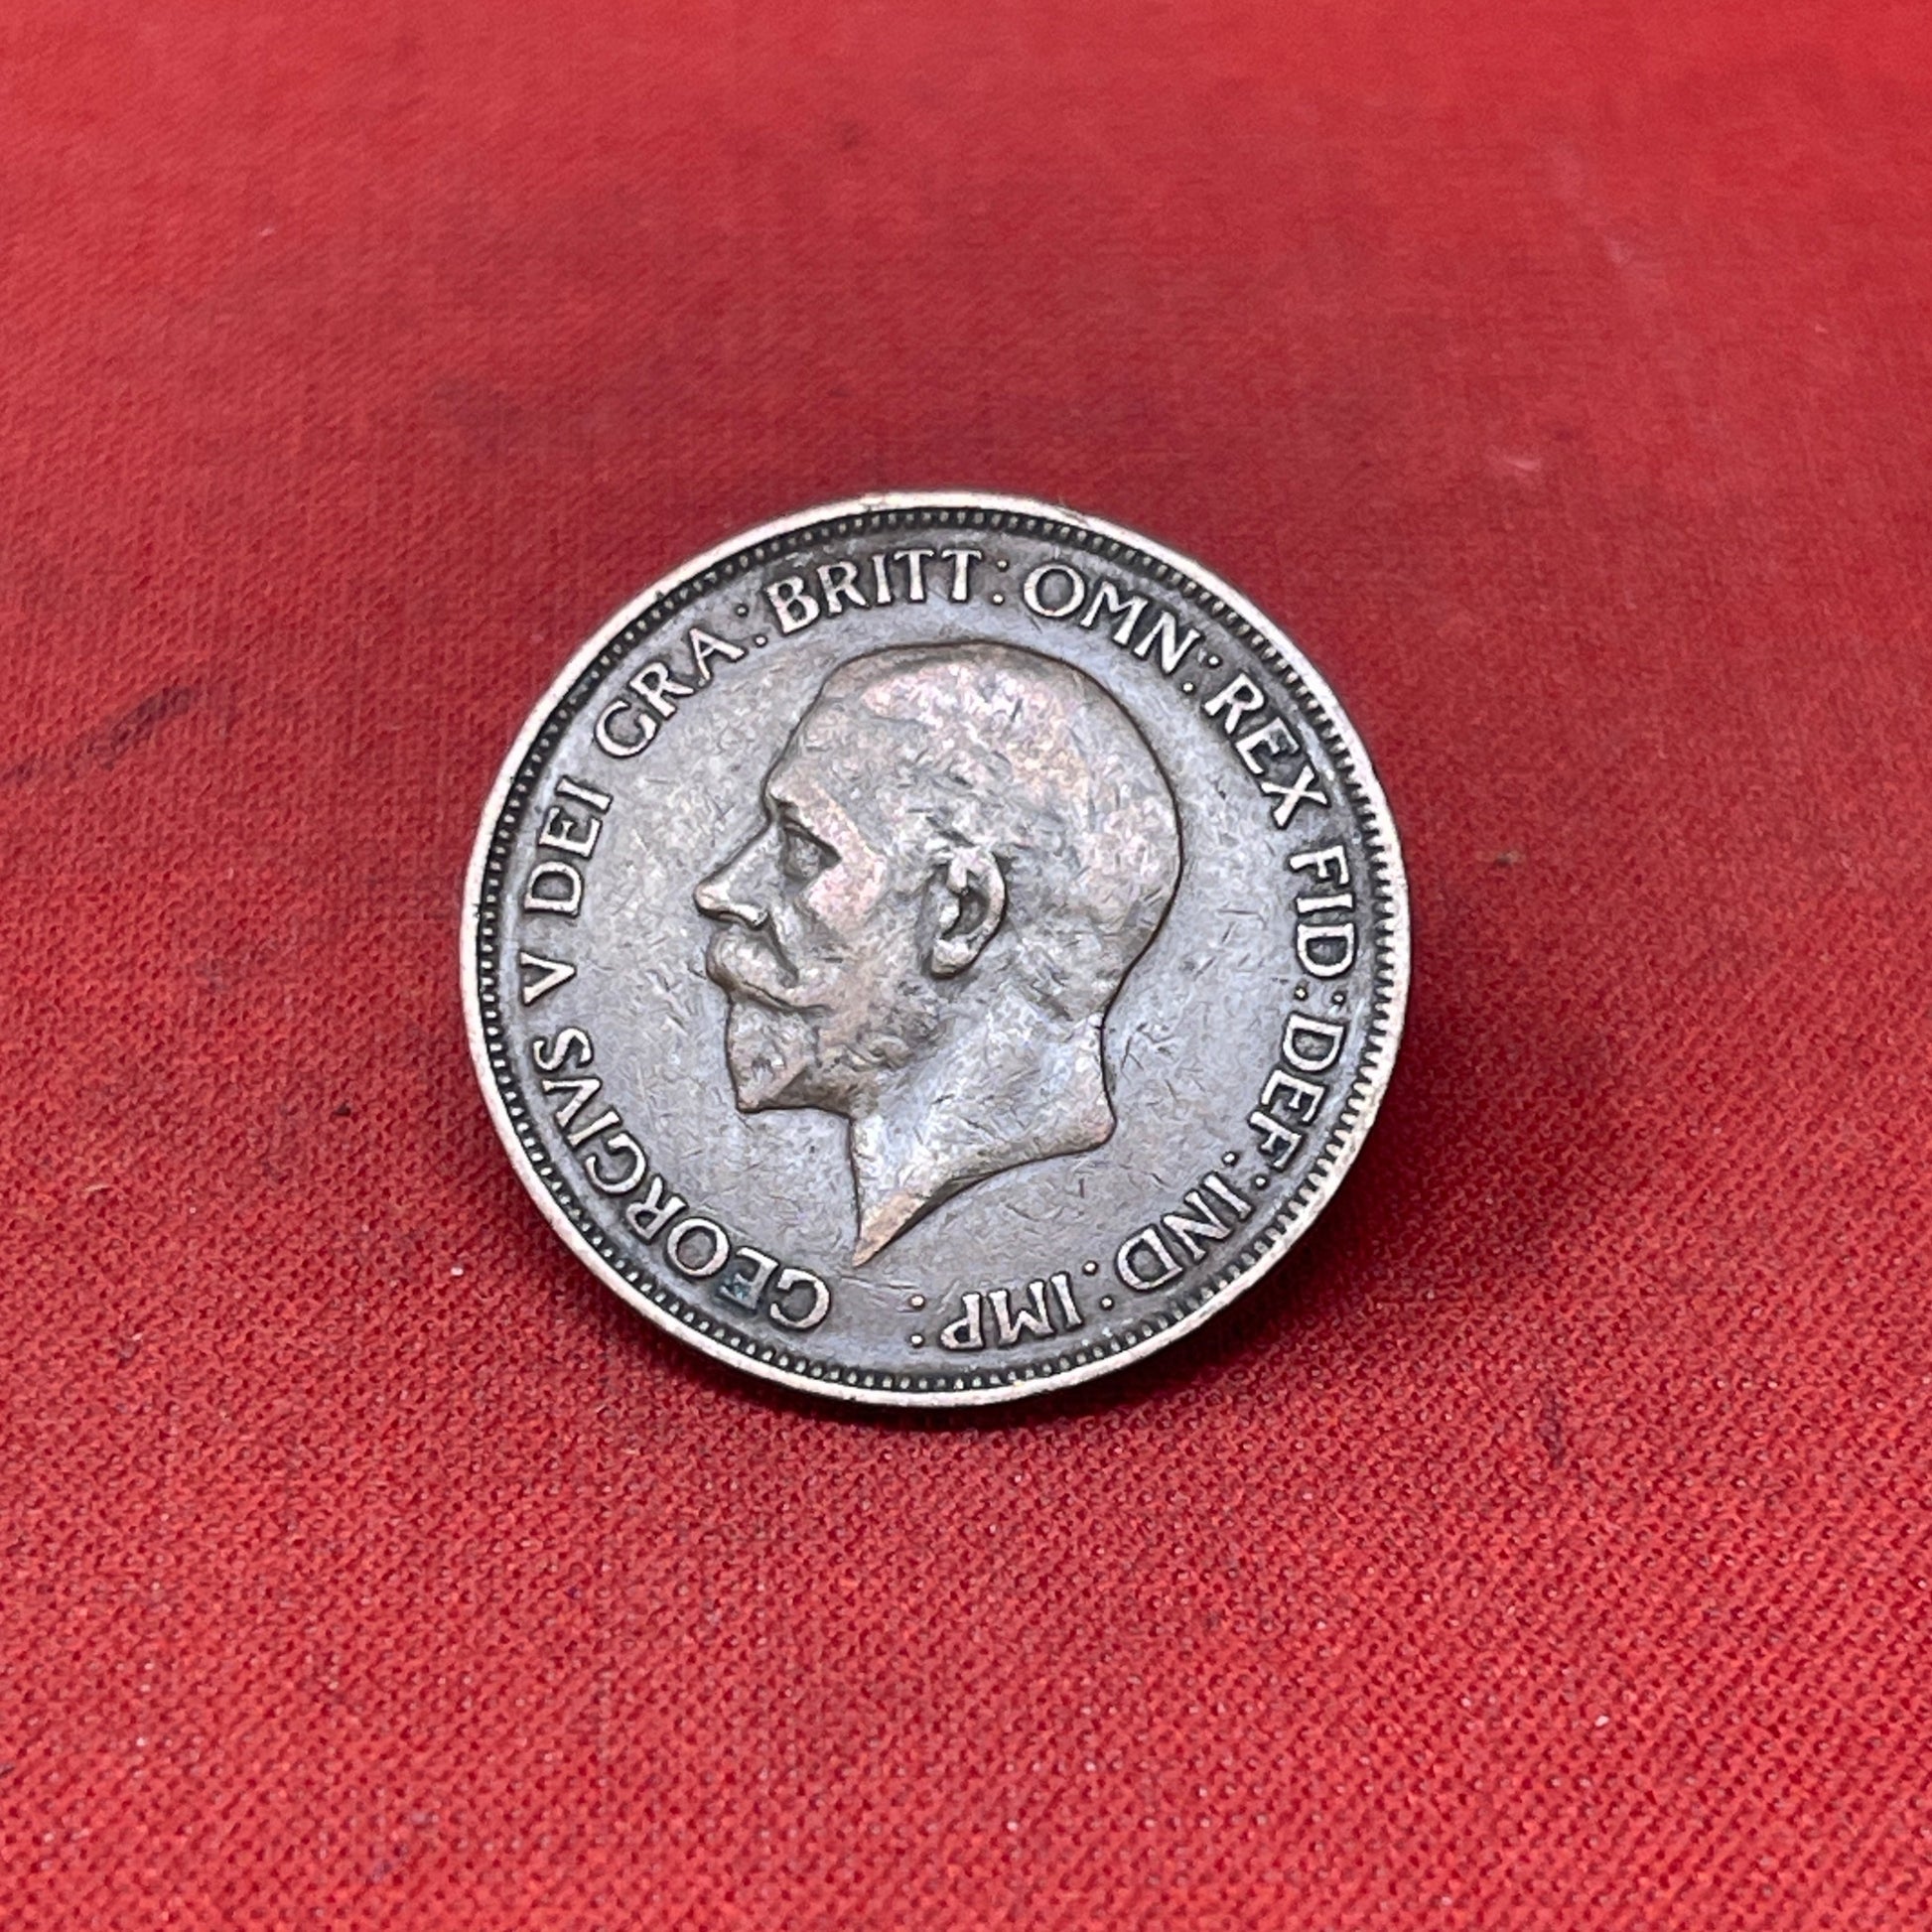 GEORGIVS V DEI GRA: BRITT: OMN: REX FID: DEF: IND: IMP: